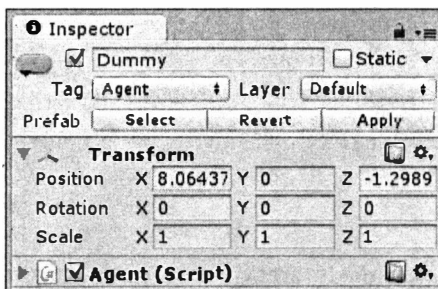 Inspector
Dummy Static
Tag Agent Layer Default
Prefab Select Revert Apply
Transform
Position X 8.06437 Y 0 Z -1.2989
Rotation X 0 Y 0 Z 0
Scale X 1 Y 1 Z 1
C# Agent (Script)